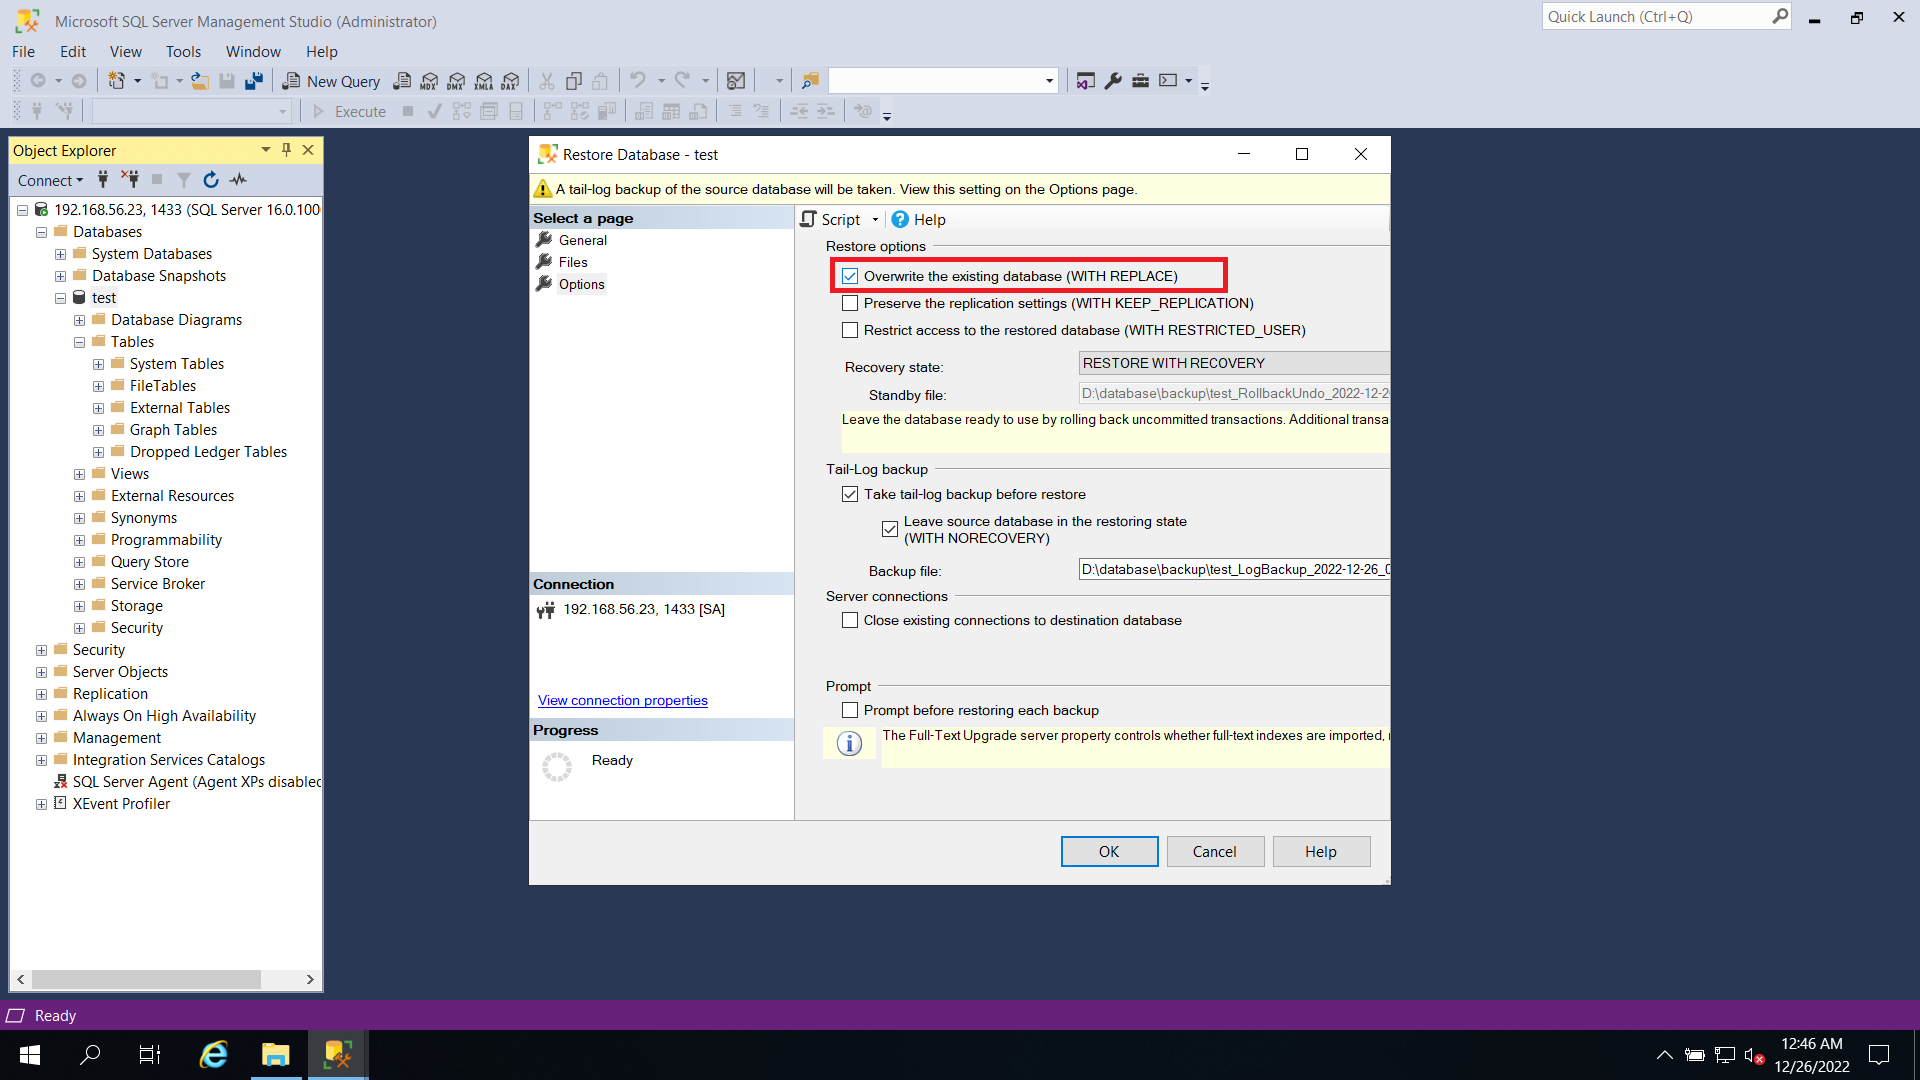 Microsoft SQL Server Management Studio (Administrator)
Quick Launch (Ctrl+Q)
File Edit View Tools Window Help
New Query MDX DMX XMLA DAX
Execute
Object Explorer
Connect
192.168.56.23, 1433 (SQL Server 16.0.100
Databases
System Databases
Database Snapshots
test
Database Diagrams
Tables
System Tables
FileTables
External Tables
Graph Tables
Dropped Ledger Tables
Views
External Resources
Synonyms
Programmability
Query Store
Service Broker
Storage
Security
Security
Server Objects
Replication
Always On High Availability
Management
Integration Services Catalogs
SQL Server Agent (Agent XPs disabled
XEvent Profiler
Restore Database - test
A tail-log backup of the source database will be taken. View this setting on the Options page.
Select a page
General
Files
Options
Connection
192.168.56.23, 1433 [SA]
View connection properties
Progress
Ready
Script Help
Restore options
Overwrite the existing database (WITH REPLACE)
Preserve the replication settings (WITH KEEP_REPLICATION)
Restrict access to the restored database (WITH RESTRICTED_USER)
Recovery state: RESTORE WITH RECOVERY
Standby file: D:\database\backup\test_RollbackUndo_2022-12-2
Leave the database ready to use by rolling back uncommitted transactions. Additional transa
Tail-Log backup
Take tail-log backup before restore
Leave source database in the restoring state
(WITH NORECOVERY)
Backup file: D:\database\backup\test_LogBackup_2022-12-26_0
Server connections
Close existing connections to destination database
Prompt
Prompt before restoring each backup
The Full-Text Upgrade server property controls whether full-text indexes are imported,
OK Cancel Help
Ready
12:46 AM
12/26/2022